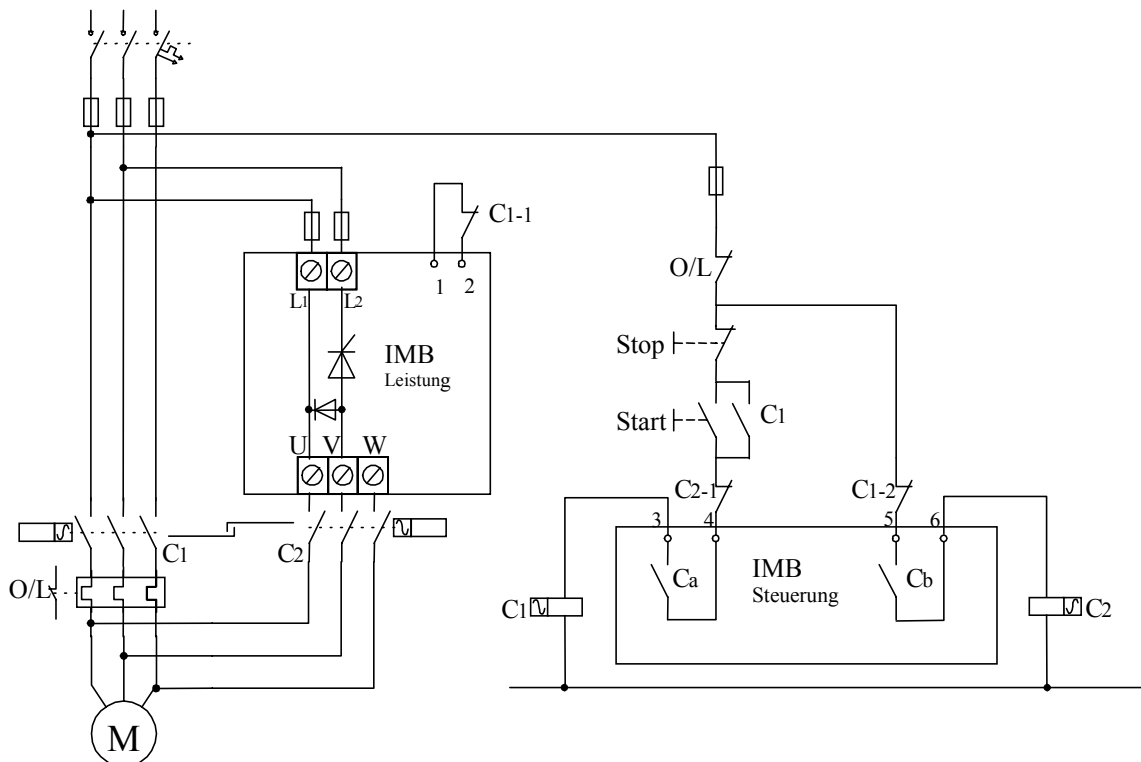 C1-1
1 2
L1 L2
IMB
Leistung
U V W
C1
C2
O/L
M
O/L
Stop
Start
C1
C2-1
C1-2
3 4 5 6
Ca
IMB
Steuerung
Cb
C1
C2